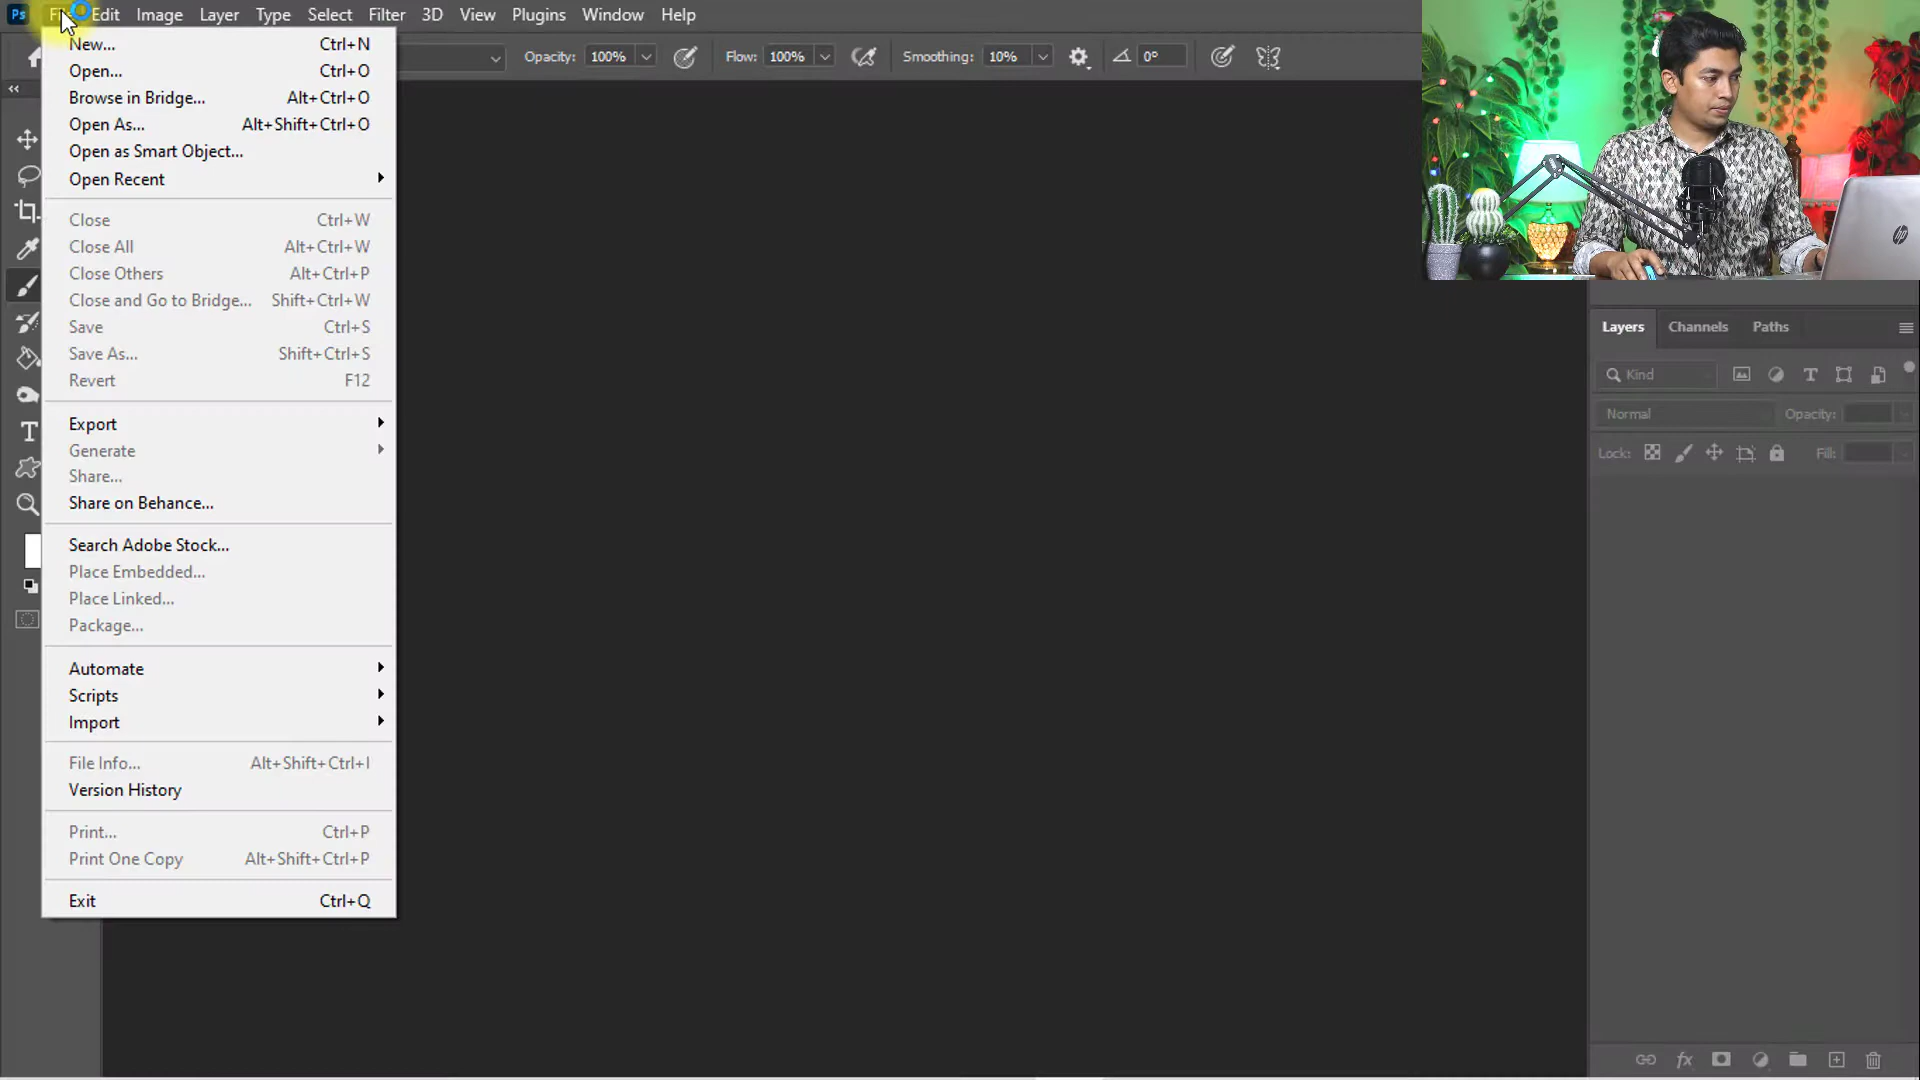 Ps Edit Image Layer Type Select Filter 3D View Plugins Window Help
Opacity: 100% Flow: 100% Smoothing: 10% 0°
New... Ctrl+N
Open... Ctrl+O
Browse in Bridge... Alt+Ctrl+O
Open As... Alt+Shift+Ctrl+O
Open as Smart Object...
Open Recent
Close Ctrl+W
Close All Alt+Ctrl+W
Close Others Alt+Ctrl+P
Close and Go to Bridge... Shift+Ctrl+W
Save Ctrl+S
Save As... Shift+Ctrl+S
Revert F12
Export
Generate
Share...
Share on Behance...
Search Adobe Stock...
Place Embedded...
Place Linked...
Package...
Automate
Scripts
Import
File Info... Alt+Shift+Ctrl+I
Version History
Print... Ctrl+P
Print One Copy Alt+Shift+Ctrl+P
Exit Ctrl+Q
hp
Layers Channels Paths
Kind
Normal Opacity:
Lock: Fill:
fx